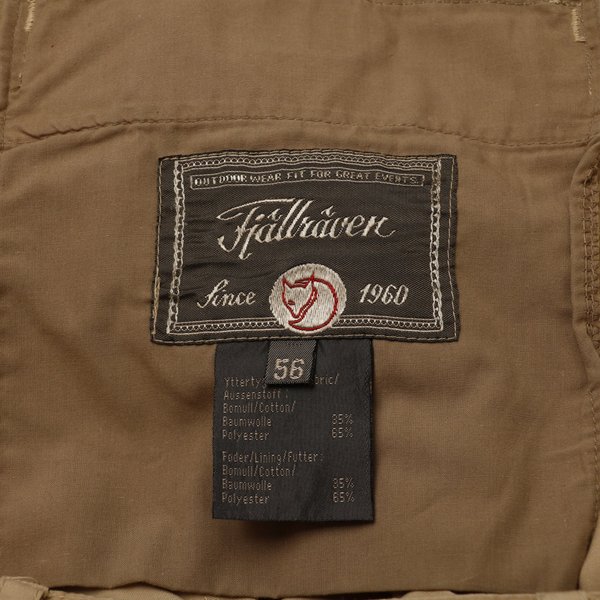 OUTDOOR WEAR FIT FOR GREAT EVENTS
Fjällräven
Since 1960
56
Aussenstoff:
Bomull/Cotton/
Baumwolle 35%
Polyester 65%
Foder/Lining/Futter:
Bomull/Cotton/
Baumwolle 35%
Polyester 65%